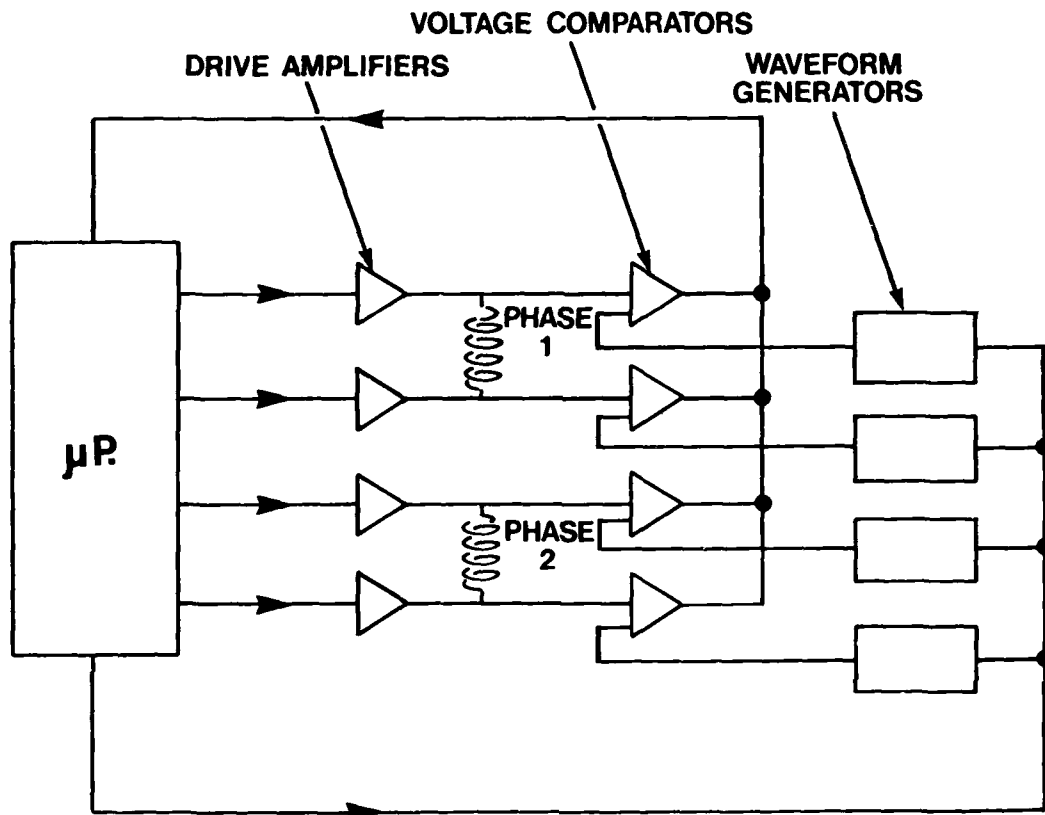 VOLTAGE COMPARATORS
DRIVE AMPLIFIERS
WAVEFORM
GENERATORS
PHASE
1
µP.
PHASE
2